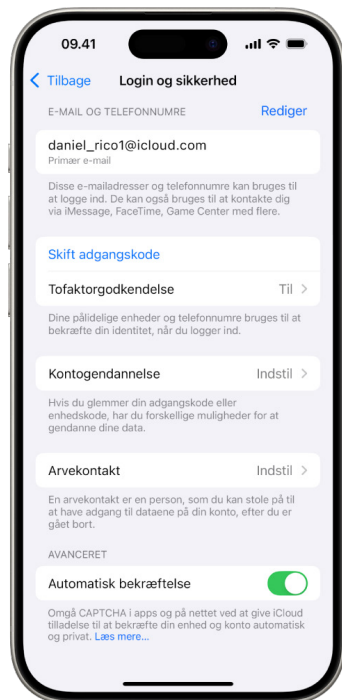 09.41
Tilbage
Login og sikkerhed
E-MAIL OG TELEFONNUMRE
Rediger
daniel_rico1@icloud.com
Primær e-mail
Disse e-mailadresser og telefonnumre kan bruges til
at logge ind. De kan også bruges til at kontakte dig
via iMessage, FaceTime, Game Center med flere.
Skift adgangskode
Tofaktorgodkendelse
Til
Dine pålidelige enheder og telefonnumre bruges til at
bekræfte din identitet, når du logger ind.
Kontogendannelse
Indstil
Hvis du glemmer din adgangskode eller
enhedskode, har du forskellige muligheder for at
gendanne dine data.
Arvekontakt
Indstil
En arvekontakt er en person, som du kan stole på til
at have adgang til dataene på din konto, efter du er
gået bort.
AVANCERET
Automatisk bekræftelse
Omgå CAPTCHA i apps og på nettet ved at give iCloud
tilladelse til at bekræfte din enhed og konto automatisk
og privat. Læs mere...